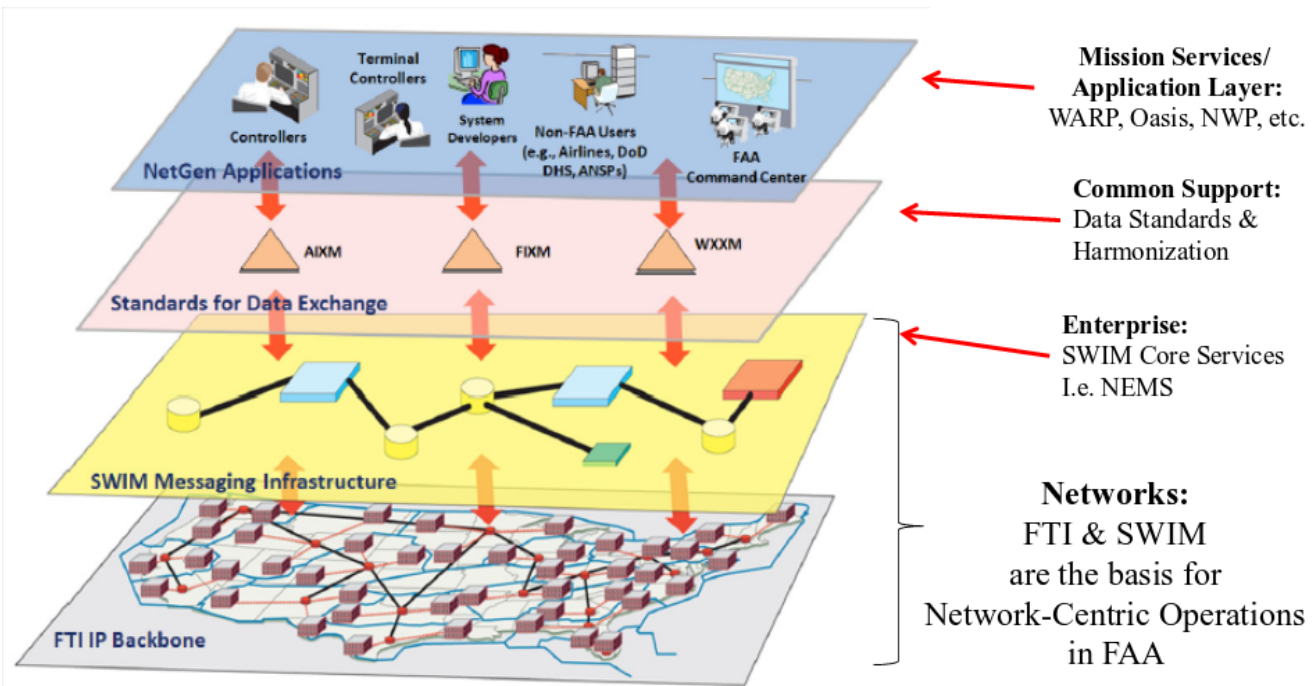 Controllers
Terminal
Controllers
System
Developers
Non-FAA Users
(e.g., Airlines, DoD
DHS, ANSPs)
FAA
Command Center
NetGen Applications
Mission Services/
Application Layer:
WARP, Oasis, NWP, etc.
AIXM
FIXM
WXXM
Standards for Data Exchange
Common Support:
Data Standards &
Harmonization
SWIM Messaging Infrastructure
Enterprise:
SWIM Core Services
I.e. NEMS
FTI IP Backbone
Networks:
FTI & SWIM
are the basis for
Network-Centric Operations
in FAA